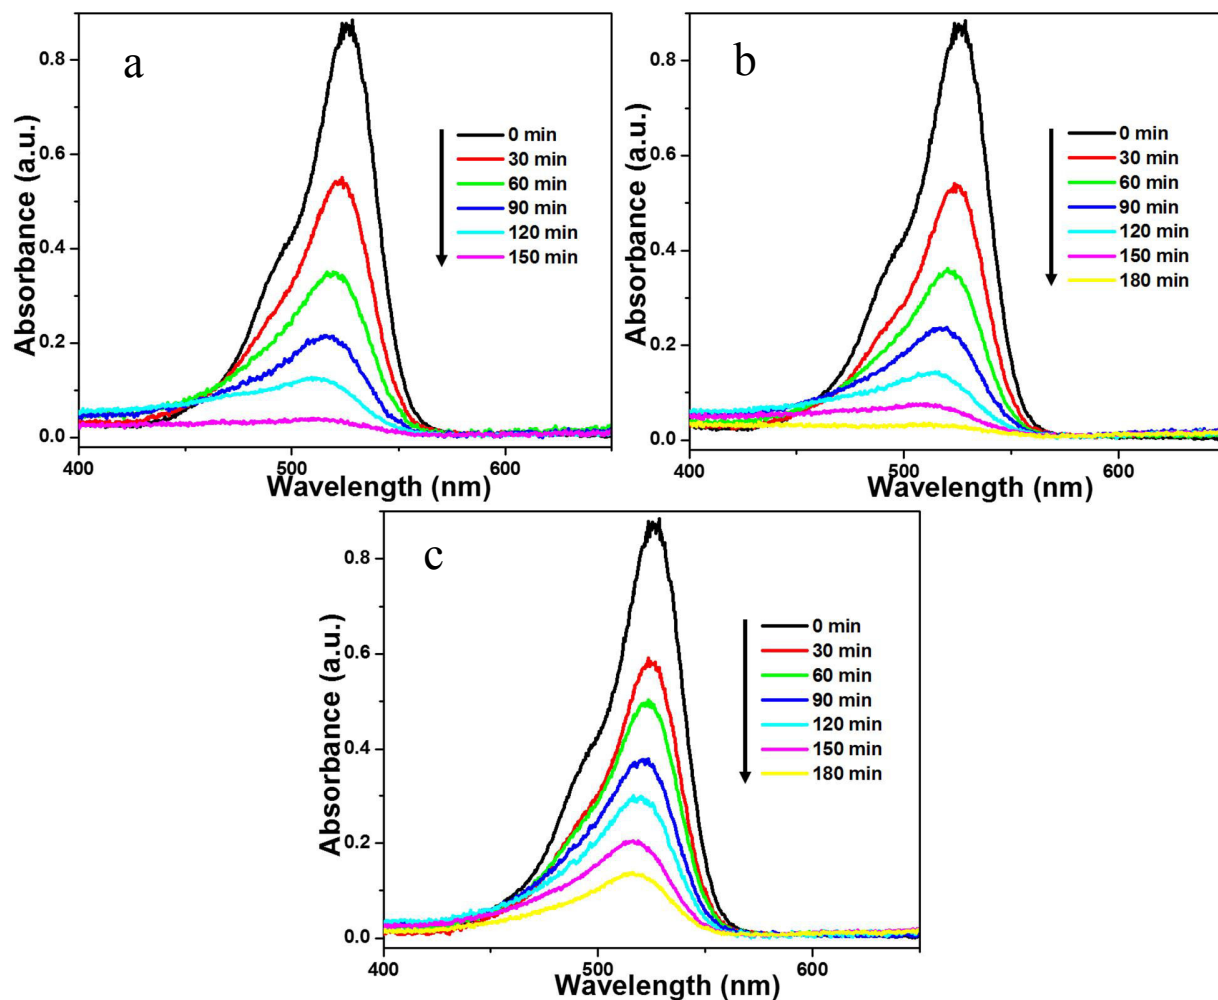 a
0.8
0.6
0.4
0.2
0.0
Absorbance (a.u.)
0 min
30 min
60 min
90 min
120 min
150 min
400
500
600
Wavelength (nm)
b
0.8
0.6
0.4
0.2
0.0
Absorbance (a.u.)
0 min
30 min
60 min
90 min
120 min
150 min
180 min
400
500
600
Wavelength (nm)
c
0.8
0.6
0.4
0.2
0.0
Absorbance (a.u.)
0 min
30 min
60 min
90 min
120 min
150 min
180 min
400
500
600
Wavelength (nm)